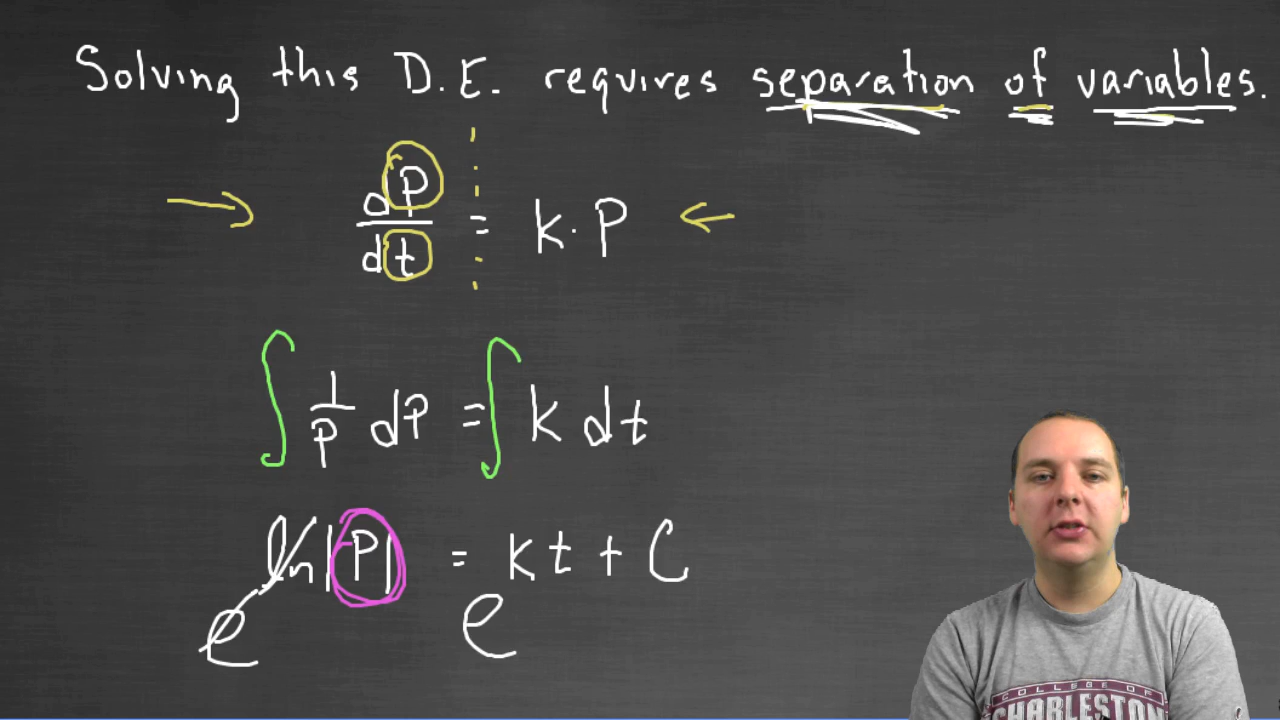 Solving this D.E. requires separation of variables.
dP/dt = k·P
∫ 1/P dP = ∫ k dt
ln|P| = kt + C
e e
COLLEGE OF
CHARLESTON